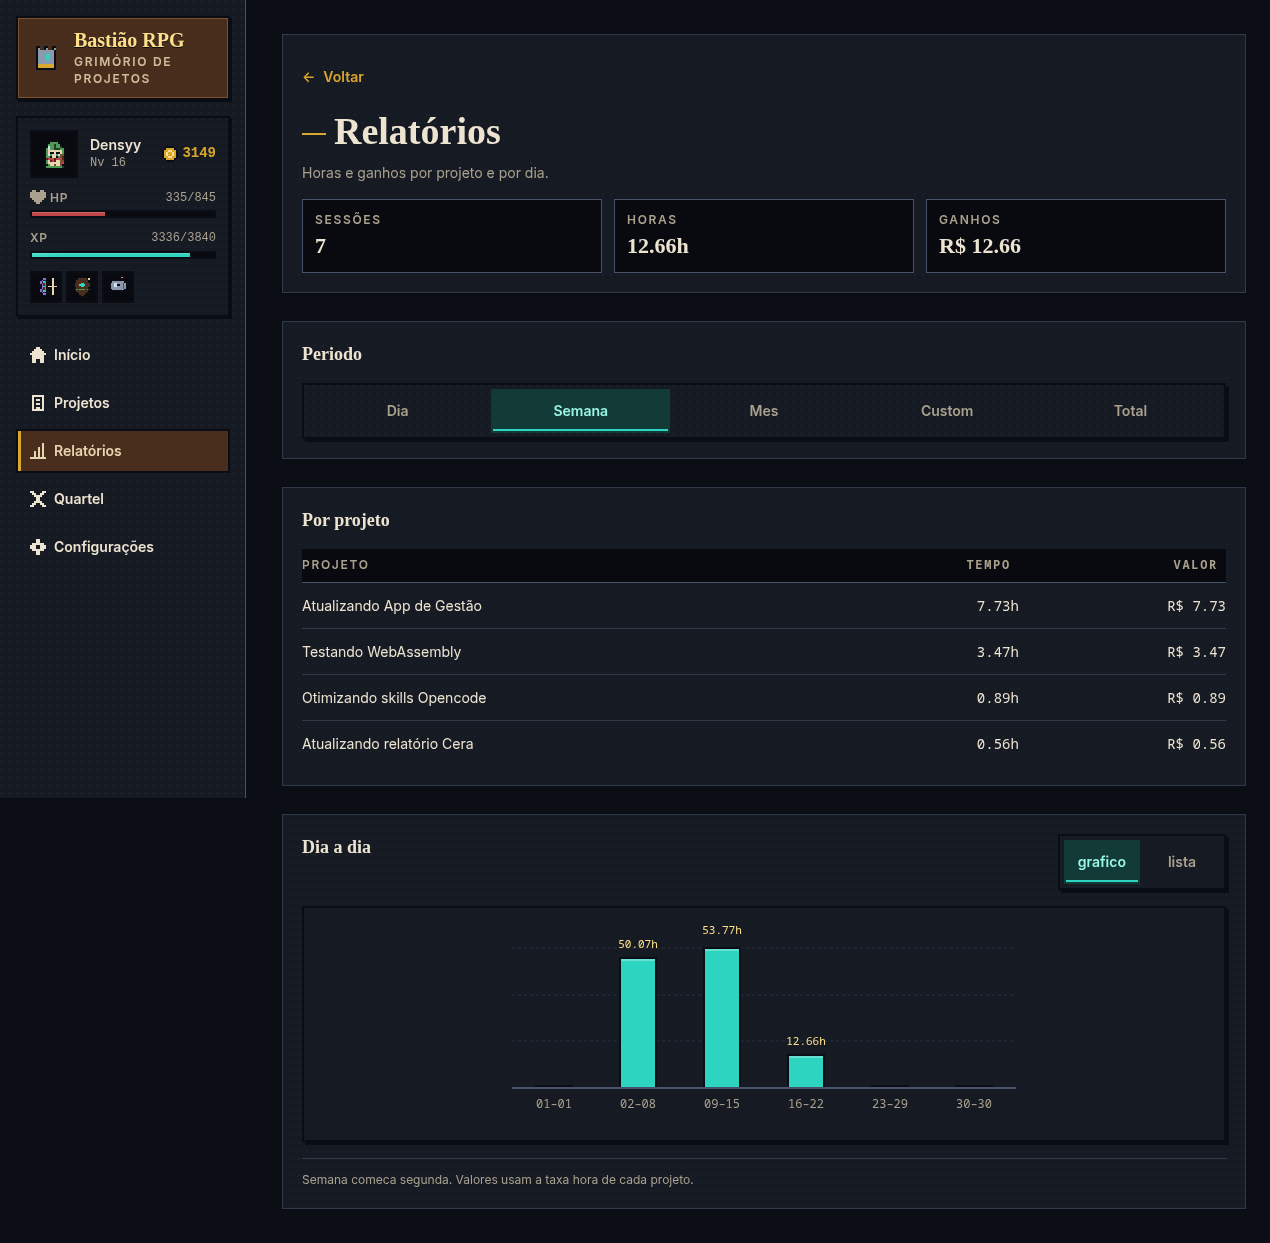 Bastião RPG
GRIMÓRIO DE
PROJETOS
Densyy
Nv 16
3149
HP
335/845
XP
3336/3840
Início
Projetos
Relatórios
Quartel
Configurações
← Voltar
— Relatórios
Horas e ganhos por projeto e por dia.
SESSÕES
7
HORAS
12.66h
GANHOS
R$ 12.66
Periodo
Dia
Semana
Mes
Custom
Total
Por projeto
PROJETO TEMPO VALOR
Atualizando App de Gestão 7.73h R$ 7.73
Testando WebAssembly 3.47h R$ 3.47
Otimizando skills Opencode 0.89h R$ 0.89
Atualizando relatório Cera 0.56h R$ 0.56
Dia a dia
grafico
lista
53.77h
50.07h
12.66h
01-01 02-08 09-15 16-22 23-29 30-30
Semana comeca segunda. Valores usam a taxa hora de cada projeto.